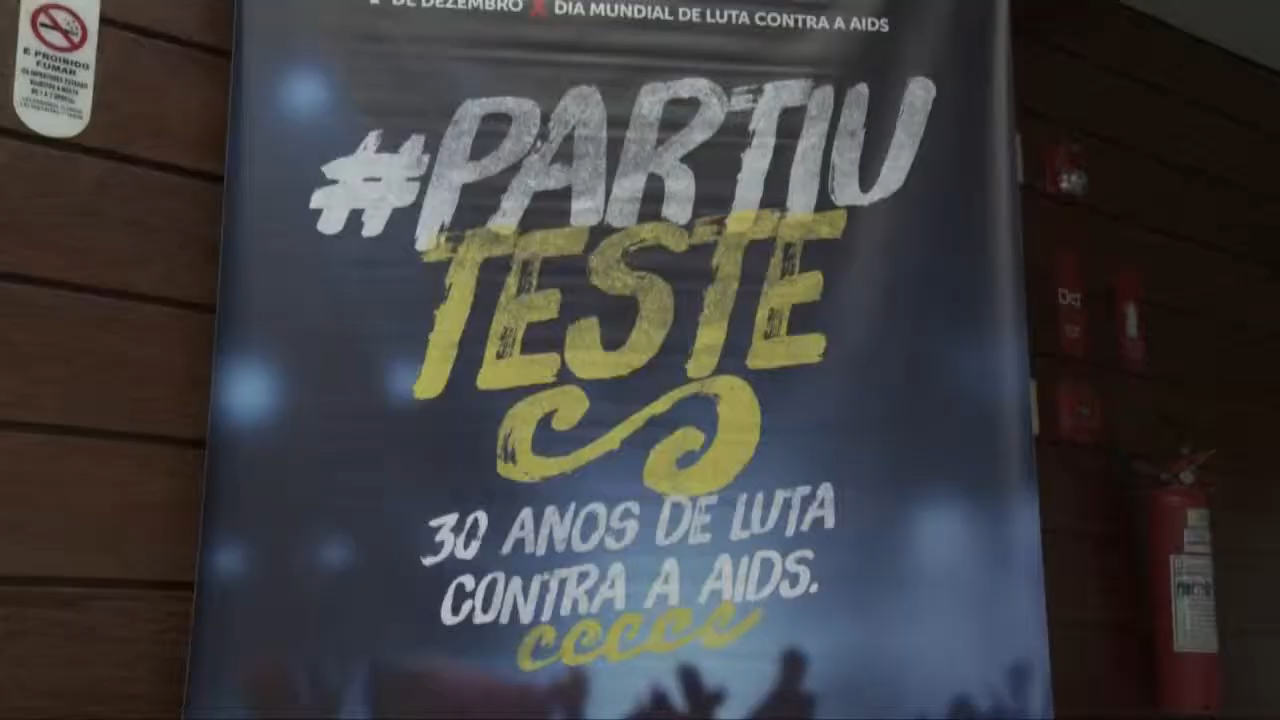 DE DEZEMBRO DIA MUNDIAL DE LUTA CONTRA A AIDS
#PARTIU
TESTE
30 ANOS DE LUTA
CONTRA A AIDS.
É PROIBIDO
FUMAR